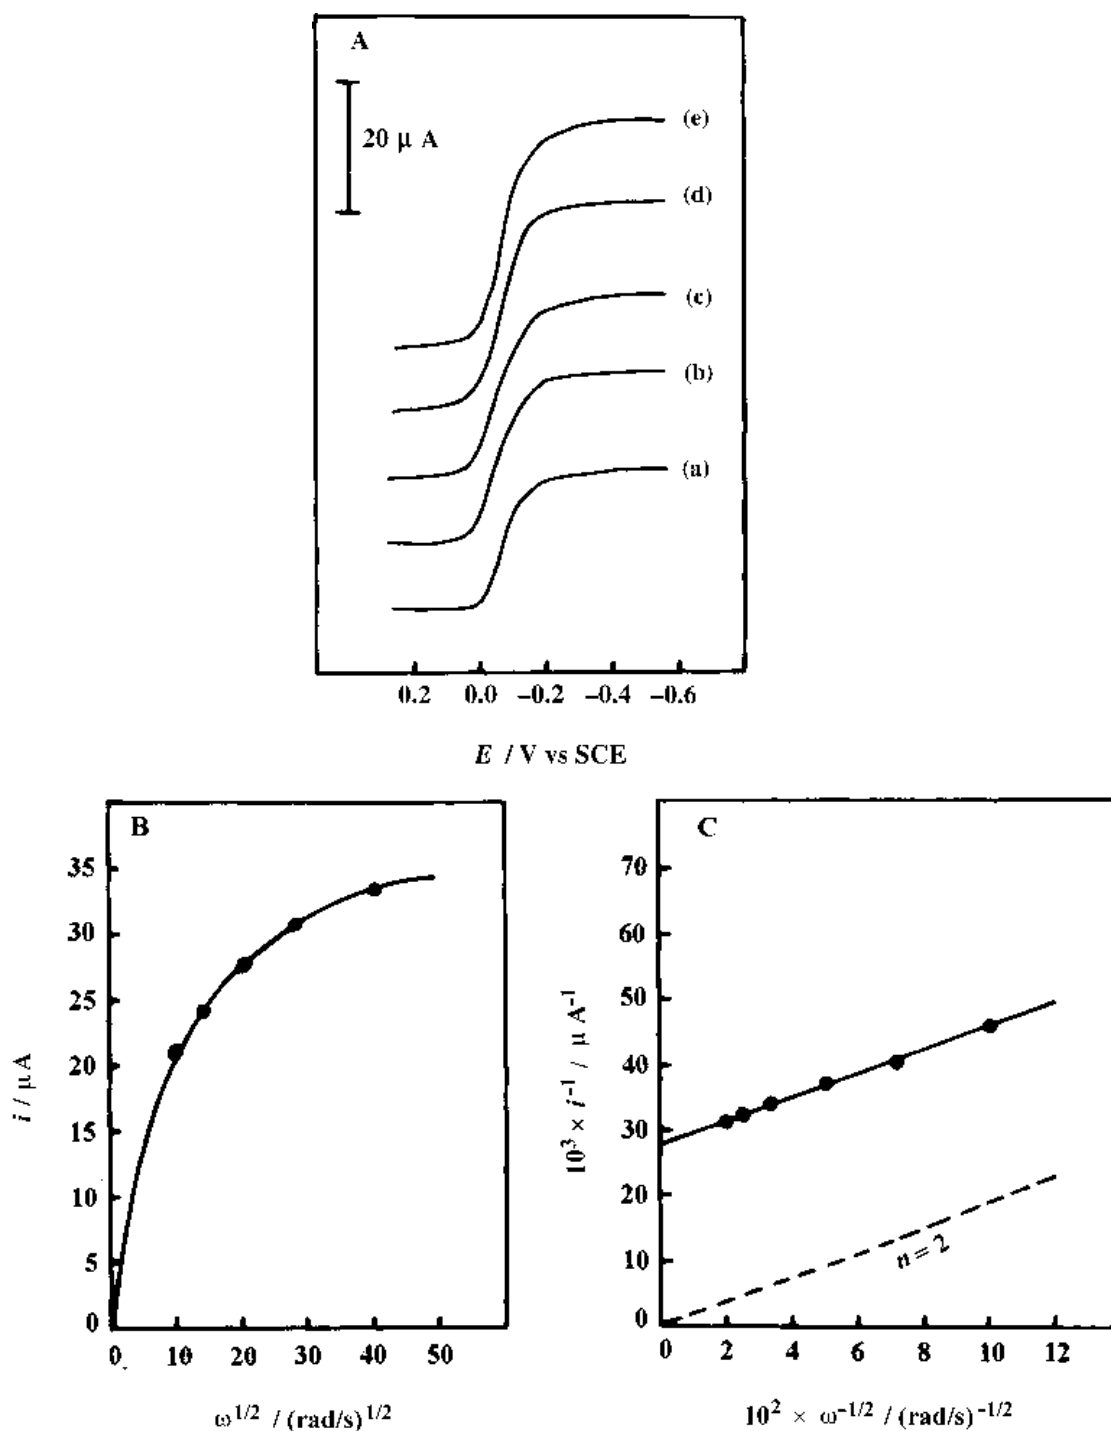 A
20 μ A
(e)
(d)
(c)
(b)
(a)
0.2 0.0 −0.2 −0.4 −0.6
E / V vs SCE
B
35
30
25
20
15
10
5
0
i / μ A
0 10 20 30 40 50
ω^1/2 / (rad/s)^1/2
C
70
60
50
40
30
20
10
0
10^3 × i^−1 / μ A^−1
n = 2
0 2 4 6 8 10 12
10^2 × ω^−1/2 / (rad/s)^−1/2